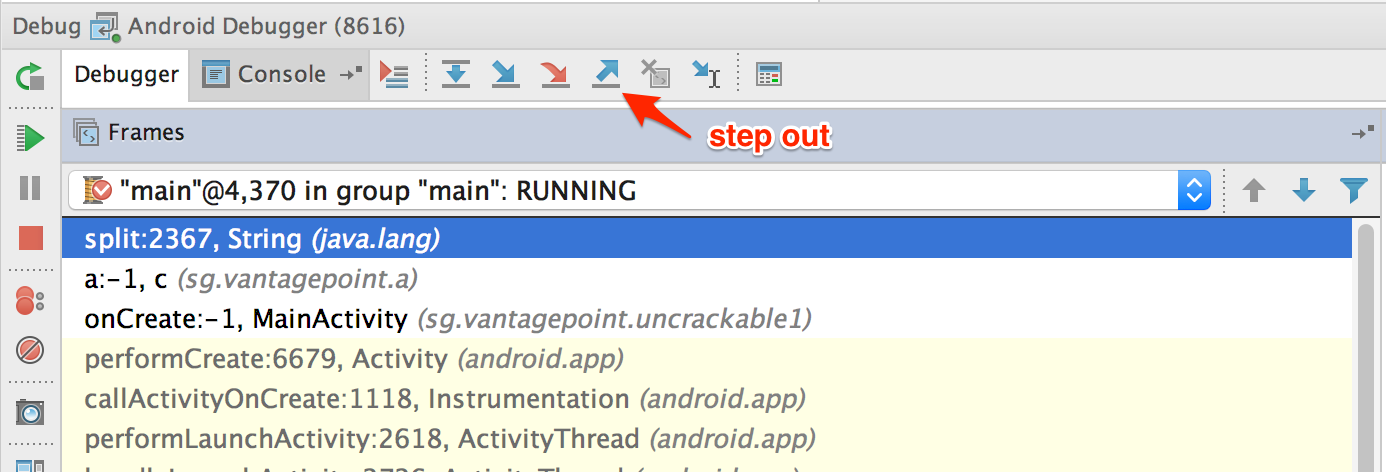 Debug Android Debugger (8616)
Debugger Console
step out
Frames
"main"@4,370 in group "main": RUNNING
split:2367, String (java.lang)
a:-1, c (sg.vantagepoint.a)
onCreate:-1, MainActivity (sg.vantagepoint.uncrackable1)
performCreate:6679, Activity (android.app)
callActivityOnCreate:1118, Instrumentation (android.app)
performLaunchActivity:2618, ActivityThread (android.app)